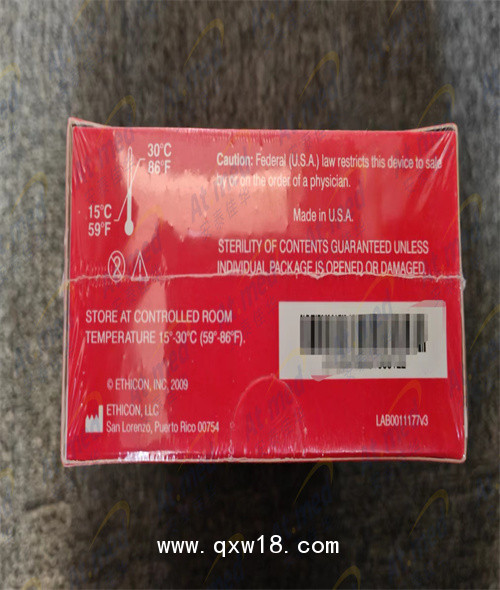 30°C
86°F
15°C
59°F
Caution: Federal (U.S.A.) law restricts this device to sale
by or on the order of a physician.
Made in U.S.A.
STERILITY OF CONTENTS GUARANTEED UNLESS
INDIVIDUAL PACKAGE IS OPENED OR DAMAGED.
STORE AT CONTROLLED ROOM
TEMPERATURE 15°-30°C (59°-86°F).
© ETHICON, INC. 2009
ETHICON, LLC
San Lorenzo, Puerto Rico 00754
LAB0011177v3
www.qxw18.com